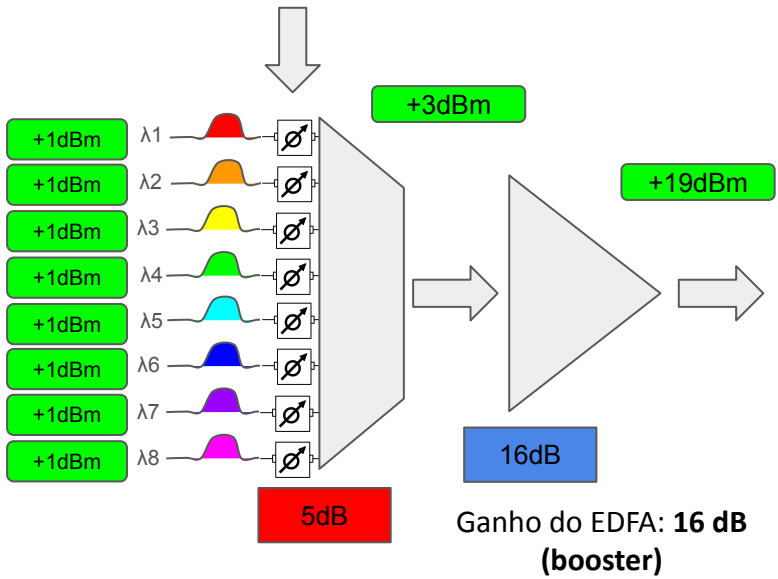 +3dBm
+1dBm λ1
+1dBm λ2
+19dBm
+1dBm λ3
+1dBm λ4
+1dBm λ5
+1dBm λ6
+1dBm λ7
+1dBm λ8
16dB
5dB
Ganho do EDFA: 16 dB
(booster)